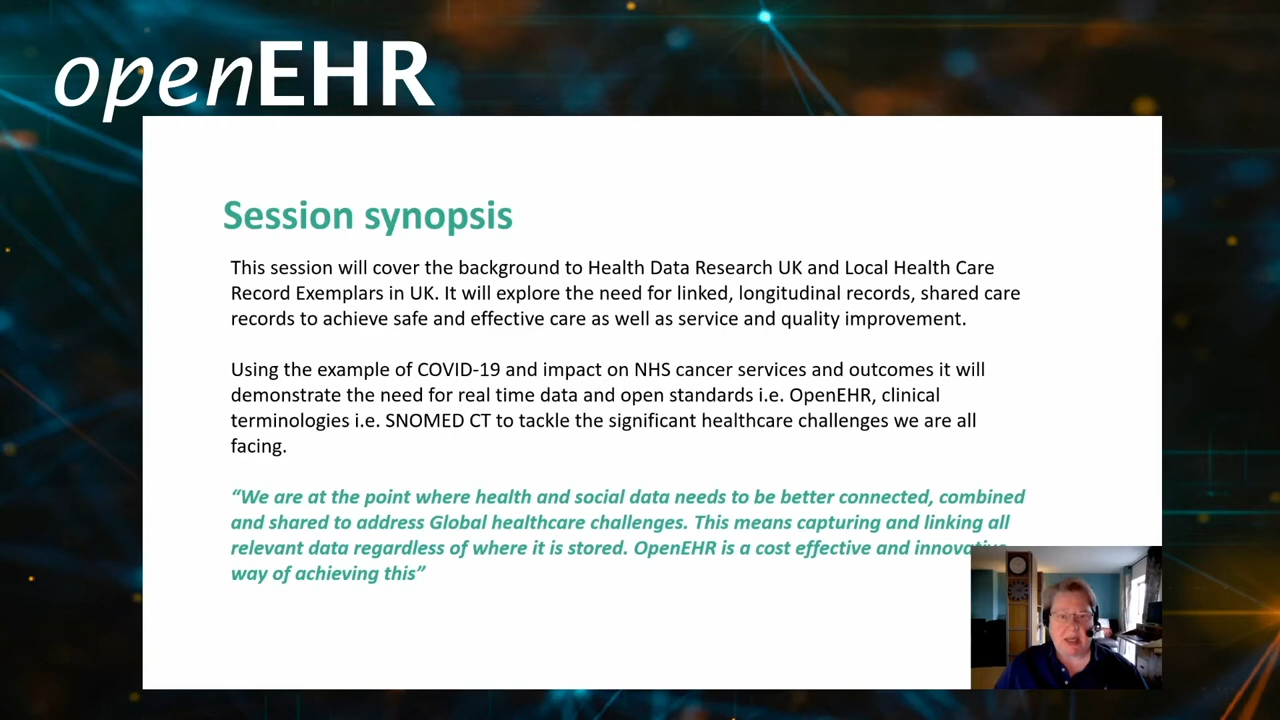 openEHR
Session synopsis
This session will cover the background to Health Data Research UK and Local Health Care
Record Exemplars in UK. It will explore the need for linked, longitudinal records, shared care
records to achieve safe and effective care as well as service and quality improvement.
Using the example of COVID-19 and impact on NHS cancer services and outcomes it will
demonstrate the need for real time data and open standards i.e. OpenEHR, clinical
terminologies i.e. SNOMED CT to tackle the significant healthcare challenges we are all
facing.
“We are at the point where health and social data needs to be better connected, combined
and shared to address Global healthcare challenges. This means capturing and linking all
relevant data regardless of where it is stored. OpenEHR is a cost effective and innovative
way of achieving this”